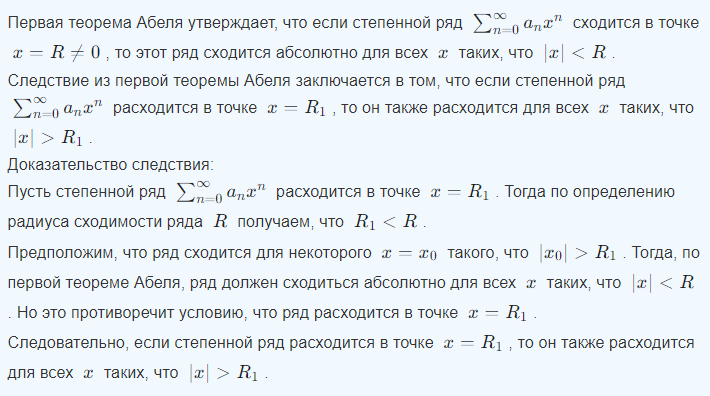 Первая теорема Абеля утверждает, что если степенной ряд $\sum_{n=0}^{\infty} a_n x^n$ сходится в точке
$x = R \neq 0$ , то этот ряд сходится абсолютно для всех $x$ таких, что $|x| < R$ .
Следствие из первой теоремы Абеля заключается в том, что если степенной ряд
$\sum_{n=0}^{\infty} a_n x^n$ расходится в точке $x = R_1$ , то он также расходится для всех $x$ таких, что
$|x| > R_1$ .
Доказательство следствия:
Пусть степенной ряд $\sum_{n=0}^{\infty} a_n x^n$ расходится в точке $x = R_1$ . Тогда по определению
радиуса сходимости ряда $R$ получаем, что $R_1 < R$ .
Предположим, что ряд сходится для некоторого $x = x_0$ такого, что $|x_0| > R_1$ . Тогда, по
первой теореме Абеля, ряд должен сходиться абсолютно для всех $x$ таких, что $|x| < R$
. Но это противоречит условию, что ряд расходится в точке $x = R_1$ .
Следовательно, если степенной ряд расходится в точке $x = R_1$ , то он также расходится
для всех $x$ таких, что $|x| > R_1$ .